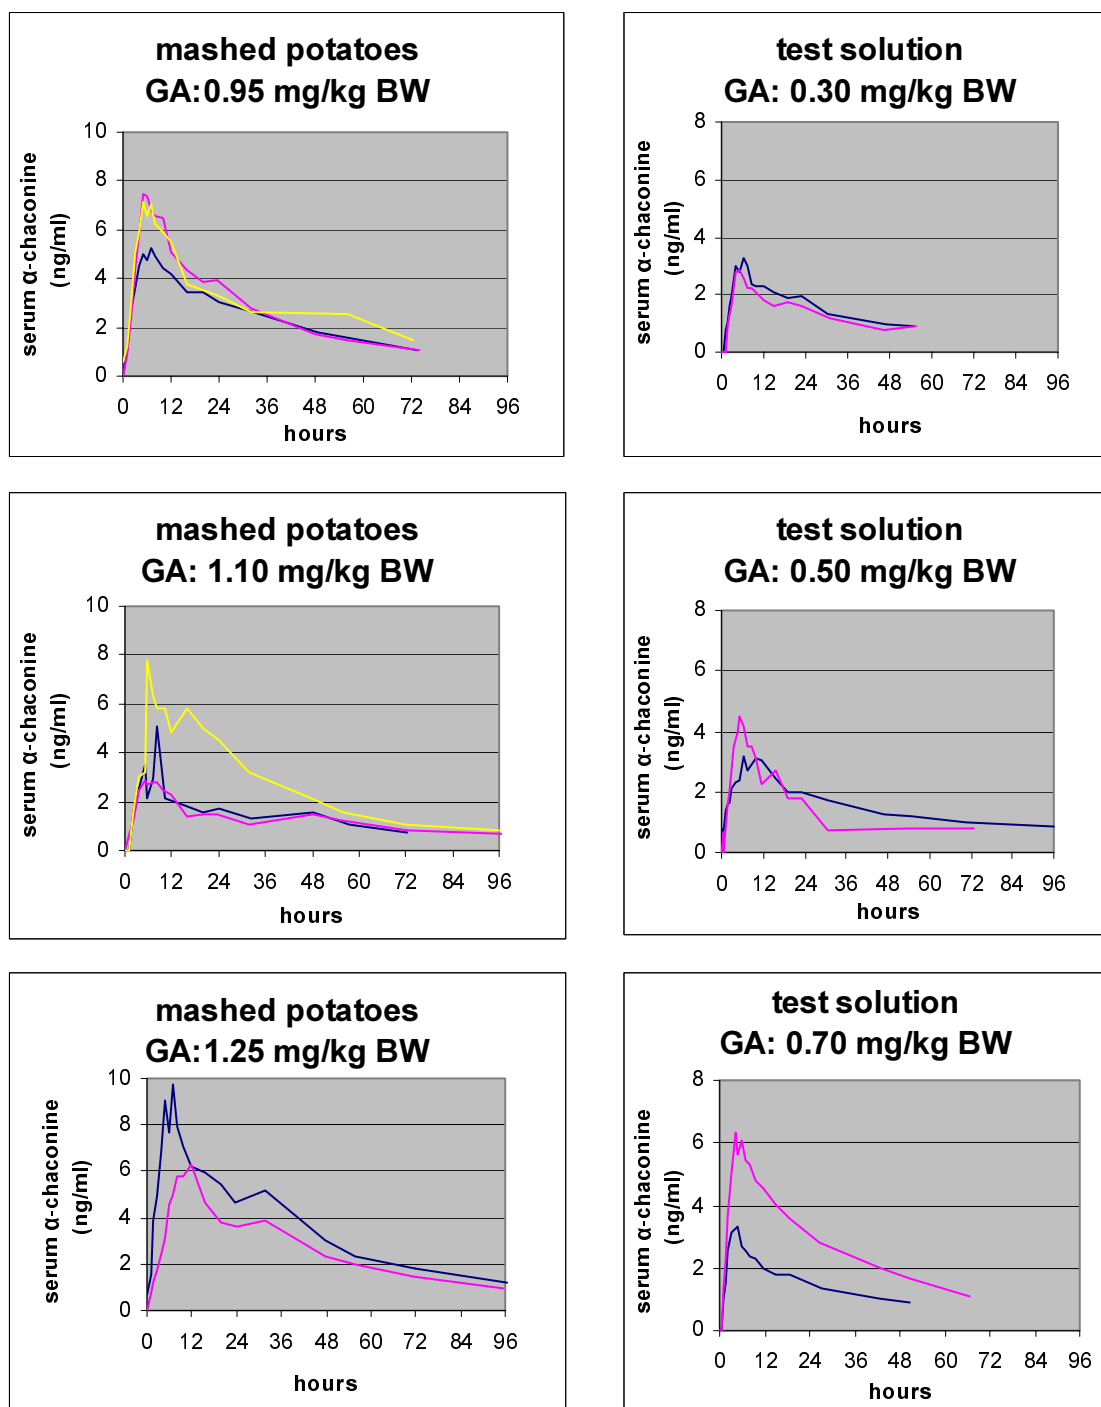 mashed potatoes
GA:0.95 mg/kg BW
serum α-chaconine
(ng/ml)
10
8
6
4
2
0
0 12 24 36 48 60 72 84 96
hours
test solution
GA: 0.30 mg/kg BW
serum α-chaconine
(ng/ml)
8
6
4
2
0
0 12 24 36 48 60 72 84 96
hours
mashed potatoes
GA: 1.10 mg/kg BW
serum α-chaconine
(ng/ml)
10
8
6
4
2
0
0 12 24 36 48 60 72 84 96
hours
test solution
GA: 0.50 mg/kg BW
serum α-chaconine
(ng/ml)
8
6
4
2
0
0 12 24 36 48 60 72 84 96
hours
mashed potatoes
GA:1.25 mg/kg BW
serum α-chaconine
(ng/ml)
10
8
6
4
2
0
0 12 24 36 48 60 72 84 96
hours
test solution
GA: 0.70 mg/kg BW
serum α-chaconine
(ng/ml)
8
6
4
2
0
0 12 24 36 48 60 72 84 96
hours